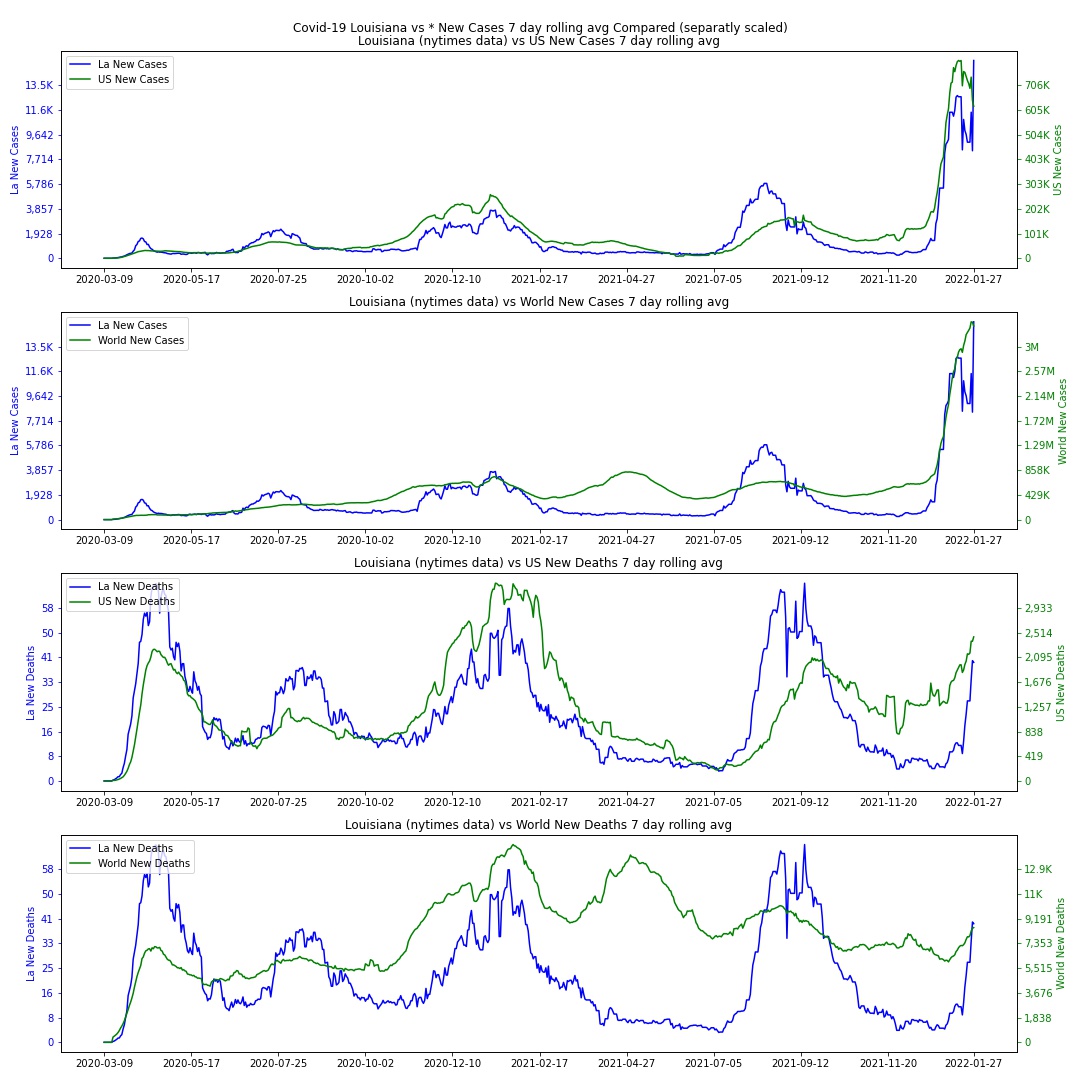 Covid-19 Louisiana vs * New Cases 7 day rolling avg Compared (separatly scaled)
Louisiana (nytimes data) vs US New Cases 7 day rolling avg
La New Cases
US New Cases
13.5K
11.6K
9,642
7,714
5,786
3,857
1,928
0
La New Cases
706K
605K
504K
403K
303K
202K
101K
0
US New Cases
2020-03-09 2020-05-17 2020-07-25 2020-10-02 2020-12-10 2021-02-17 2021-04-27 2021-07-05 2021-09-12 2021-11-20 2022-01-27
Louisiana (nytimes data) vs World New Cases 7 day rolling avg
La New Cases
World New Cases
13.5K
11.6K
9,642
7,714
5,786
3,857
1,928
0
La New Cases
3M
2.57M
2.14M
1.72M
1.29M
858K
429K
0
World New Cases
2020-03-09 2020-05-17 2020-07-25 2020-10-02 2020-12-10 2021-02-17 2021-04-27 2021-07-05 2021-09-12 2021-11-20 2022-01-27
Louisiana (nytimes data) vs US New Deaths 7 day rolling avg
La New Deaths
US New Deaths
58
50
41
33
25
16
8
0
La New Deaths
2,933
2,514
2,095
1,676
1257
838
419
0
US New Deaths
2020-03-09 2020-05-17 2020-07-25 2020-10-02 2020-12-10 2021-02-17 2021-04-27 2021-07-05 2021-09-12 2021-11-20 2022-01-27
Louisiana (nytimes data) vs World New Deaths 7 day rolling avg
La New Deaths
World New Deaths
58
50
41
33
25
16
8
0
La New Deaths
12.9K
11K
9,191
7,353
5,515
3,676
1,838
0
World New Deaths
2020-03-09 2020-05-17 2020-07-25 2020-10-02 2020-12-10 2021-02-17 2021-04-27 2021-07-05 2021-09-12 2021-11-20 2022-01-27